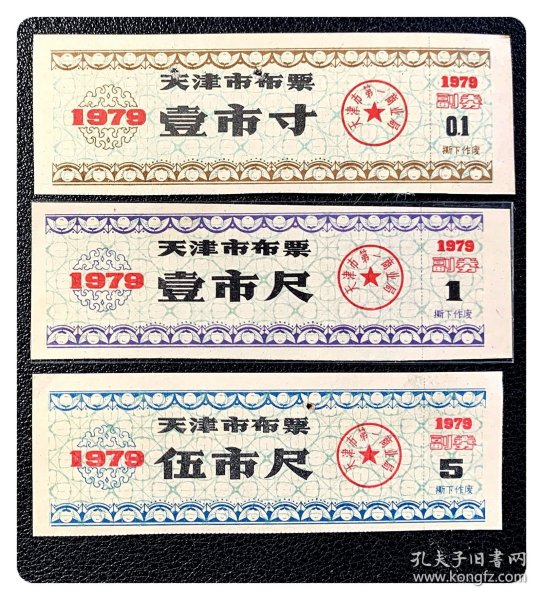 天津市布票
1979
壹市寸
天津市第一商业局
1979
副券
0.1
撕下作废
天津市布票
1979
壹市尺
天津市第一商业局
1979
副券
1
撕下作废
天津市布票
1979
伍市尺
天津市第一商业局
1979
副券
5
撕下作废
孔夫子旧书网
www.kongfz.com